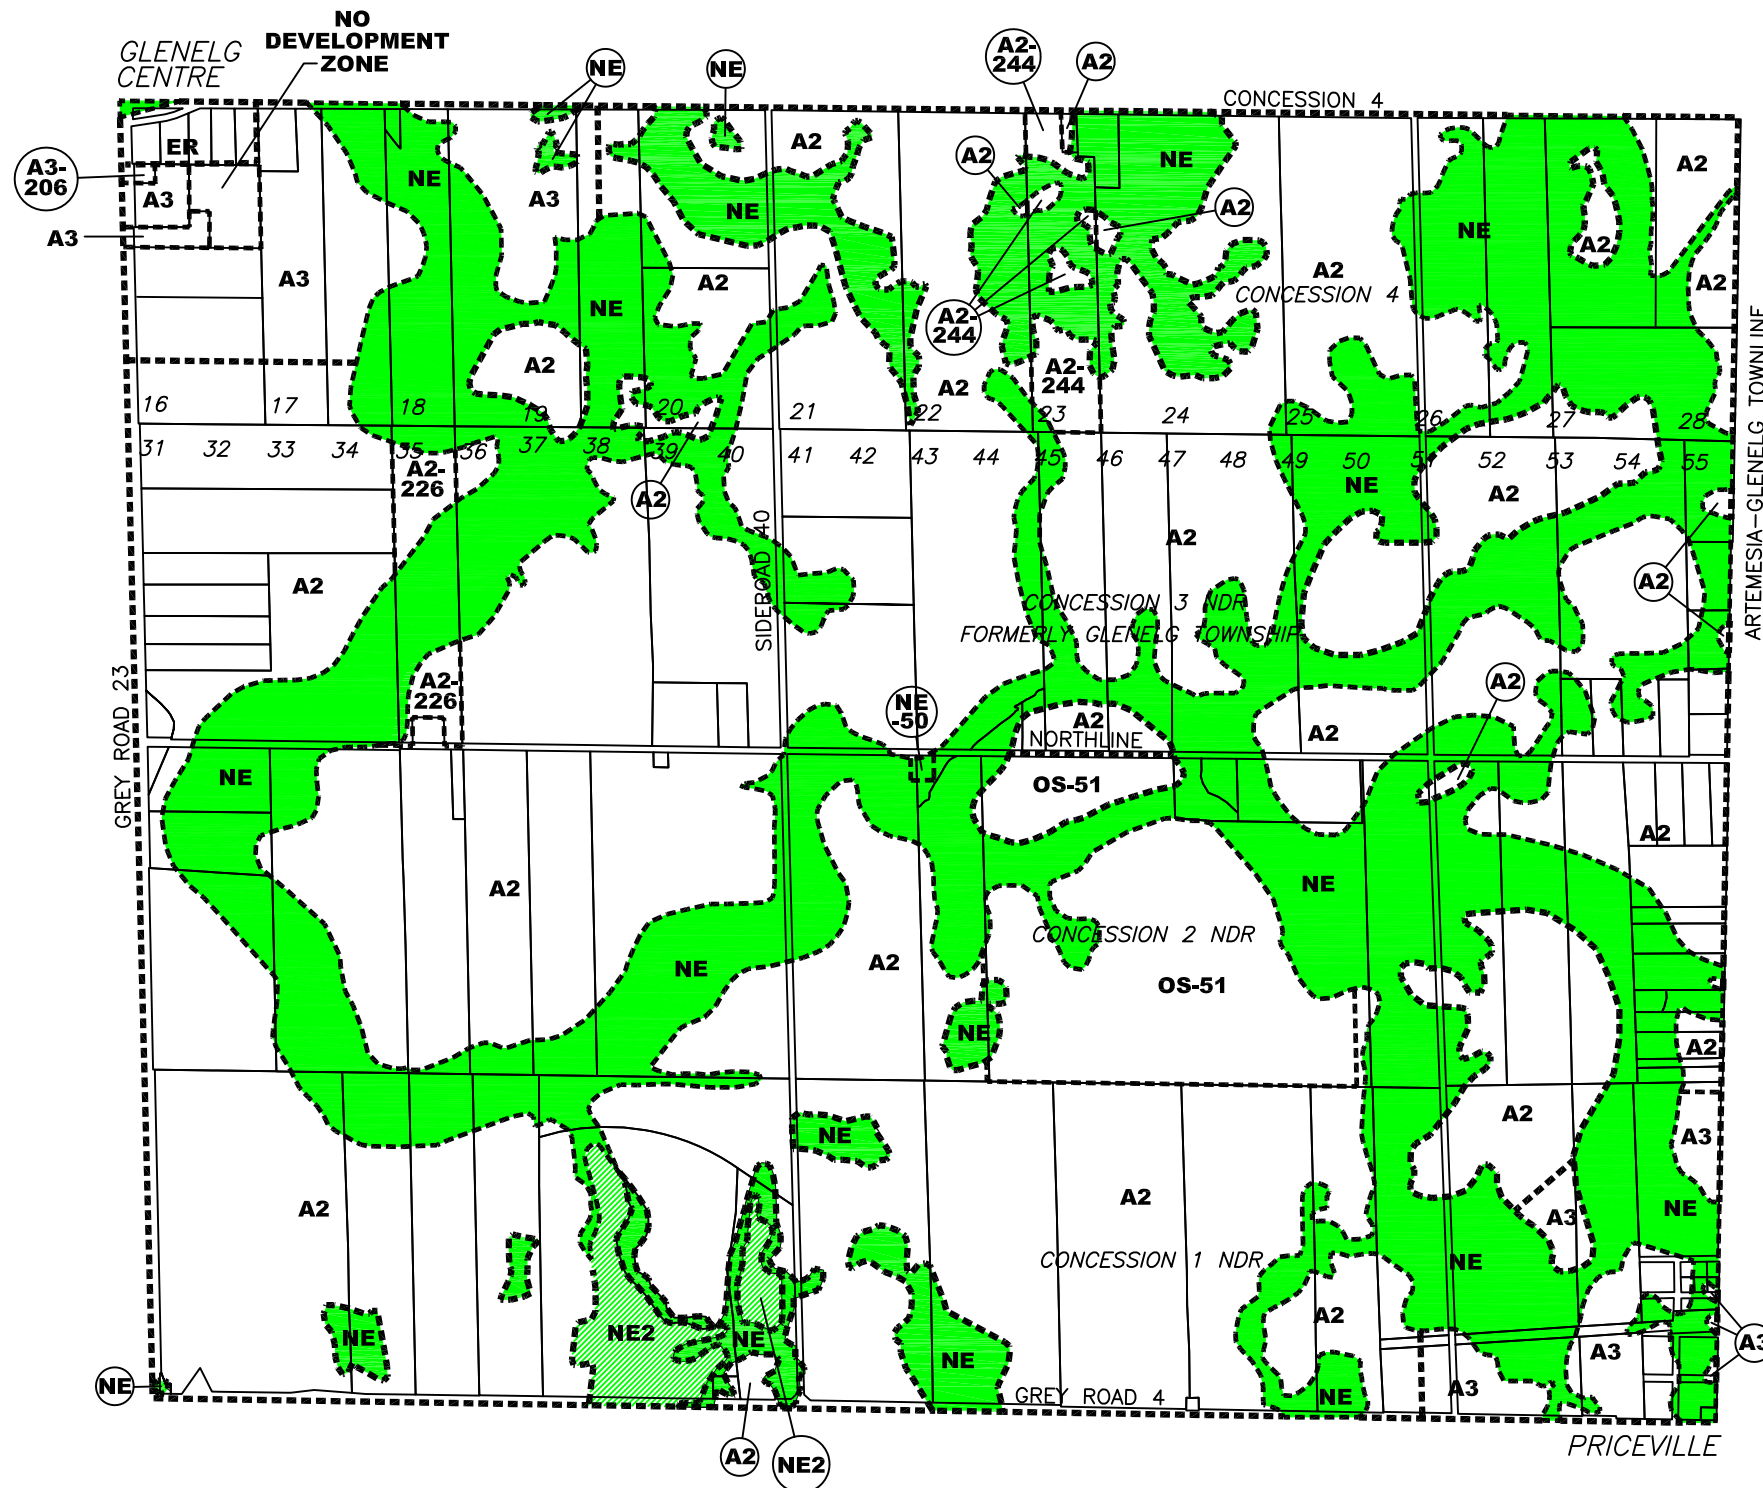 NO
DEVELOPMENT
ZONE
GLENELG
CENTRE
NE
NE
A2-
244
A2
CONCESSION 4
ER
A3-
206
A3
A3
NE
A3
A2
NE
A2
NE
A2
NE
A2
A2
A3
NE
A2
A2
CONCESSION 4
A2
A2-
244
A2
A2
A2-
244
16 17 18 19 20 21 22 23 24 25 26 27 28
31 32 33 34 35 36 37 38 39 40 41 42 43 44 45 46 47 48 49 50 51 52 53 54 55
A2-
226
A2
NE
A2
A2
A2
A2
SIDEROAD 40
CONCESSION 3 NDR
FORMERLY GLENELG TOWNSHIP
ARTEMESIA-GLENELG TOWNLINE
A2-
226
NE
-50
A2
A2
A2
NORTHLINE
GREY ROAD 23
NE
OS-51
A2
A2
NE
CONCESSION 2 NDR
NE
A2
OS-51
NE
A2
A2
NE
A3
A2
A2
A3
NE
CONCESSION 1 NDR
NE
A2
NE
NE2
NE
NE
A3
A3
NE
GREY ROAD 4
NE
A3
A2
NE2
PRICEVILLE